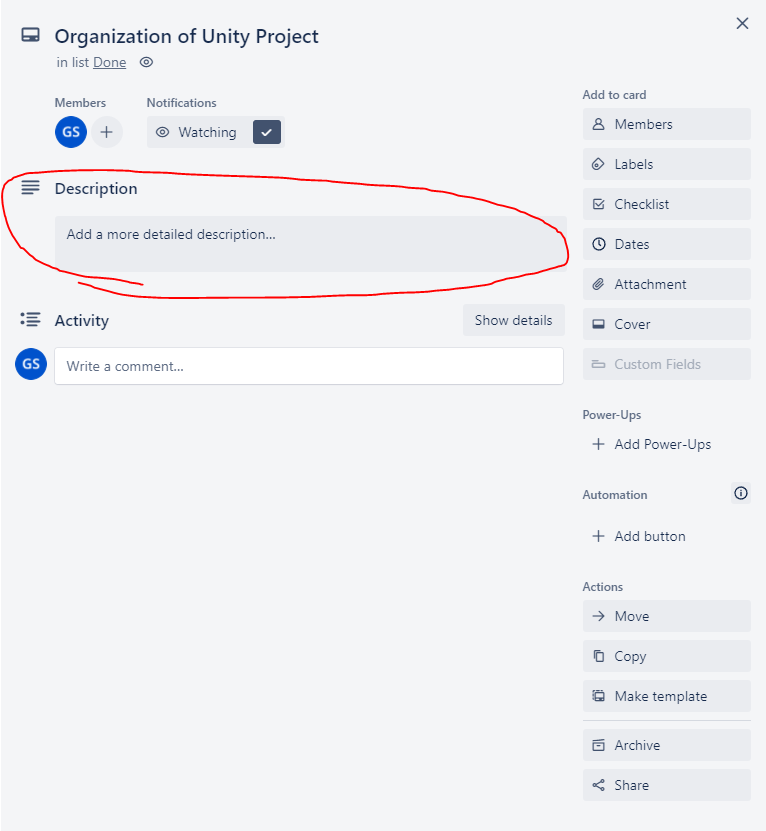 Organization of Unity Project
in list Done
Members
Notifications
GS
Watching
Description
Add a more detailed description...
Activity
Show details
GS
Write a comment...
Add to card
Members
Labels
Checklist
Dates
Attachment
Cover
Custom Fields
Power-Ups
Add Power-Ups
Automation
Add button
Actions
Move
Copy
Make template
Archive
Share